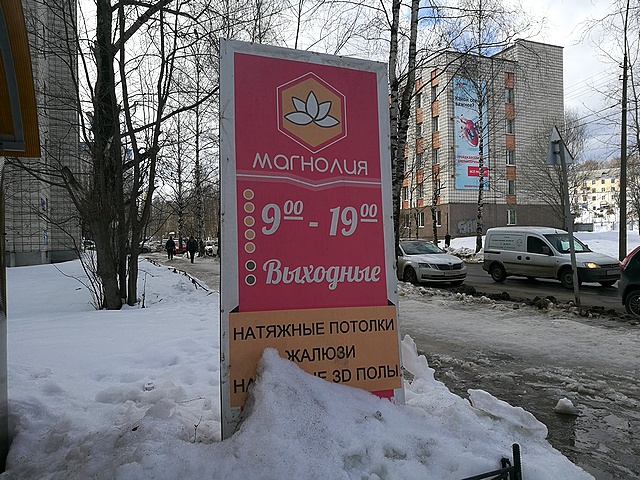 МАГНОЛИЯ
9⁰⁰ - 19⁰⁰
Выходные
НАТЯЖНЫЕ ПОТОЛКИ
ЖАЛЮЗИ
3D ПОЛЫ